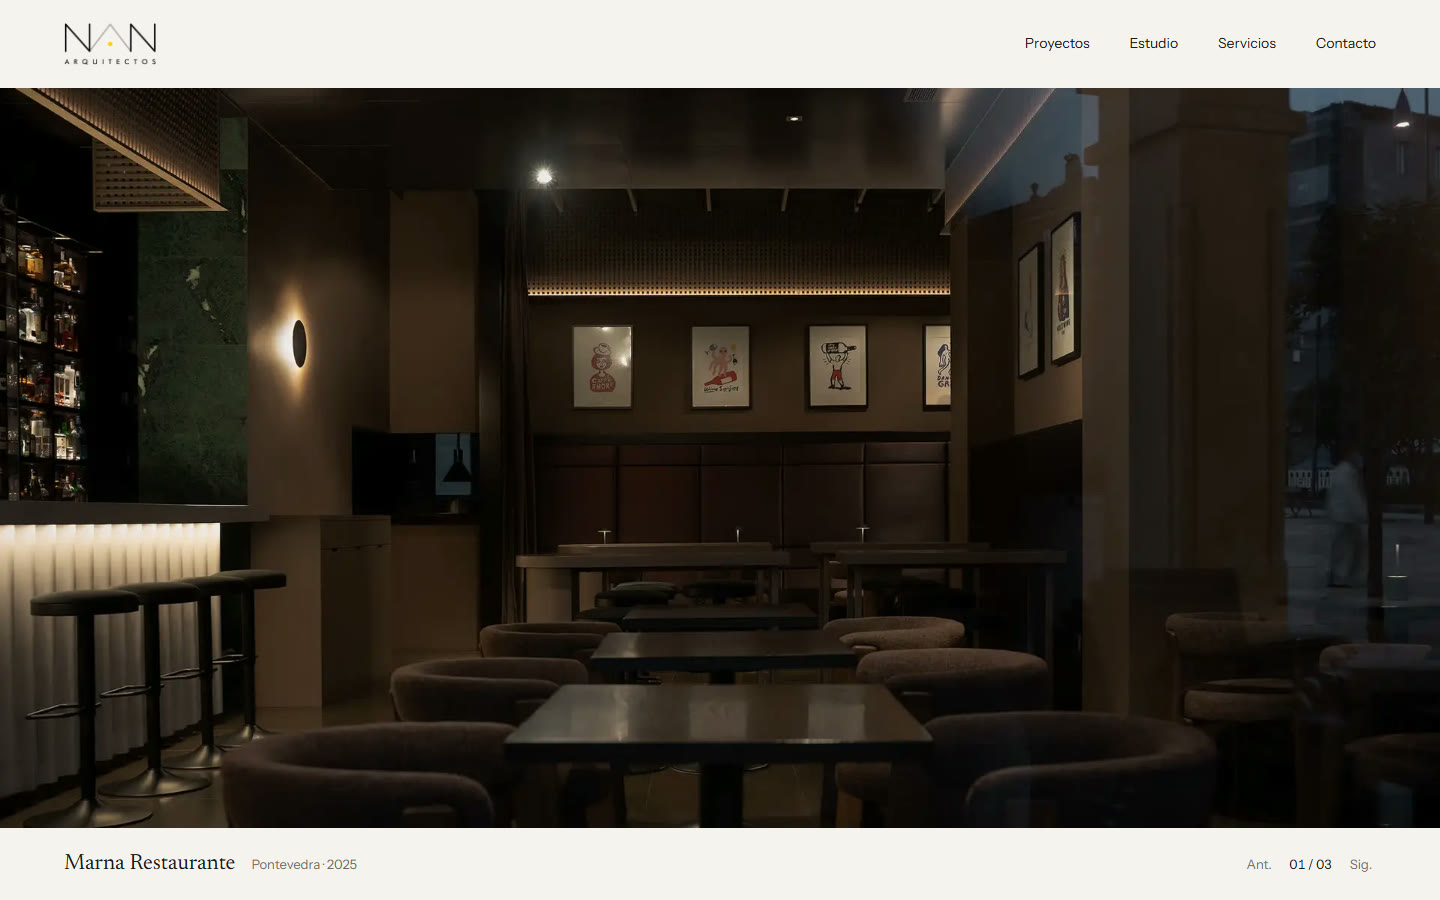 NAN
ARQUITECTOS
Proyectos
Estudio
Servicios
Contacto
Marna Restaurante
Pontevedra · 2025
Ant.
01 / 03
Sig.